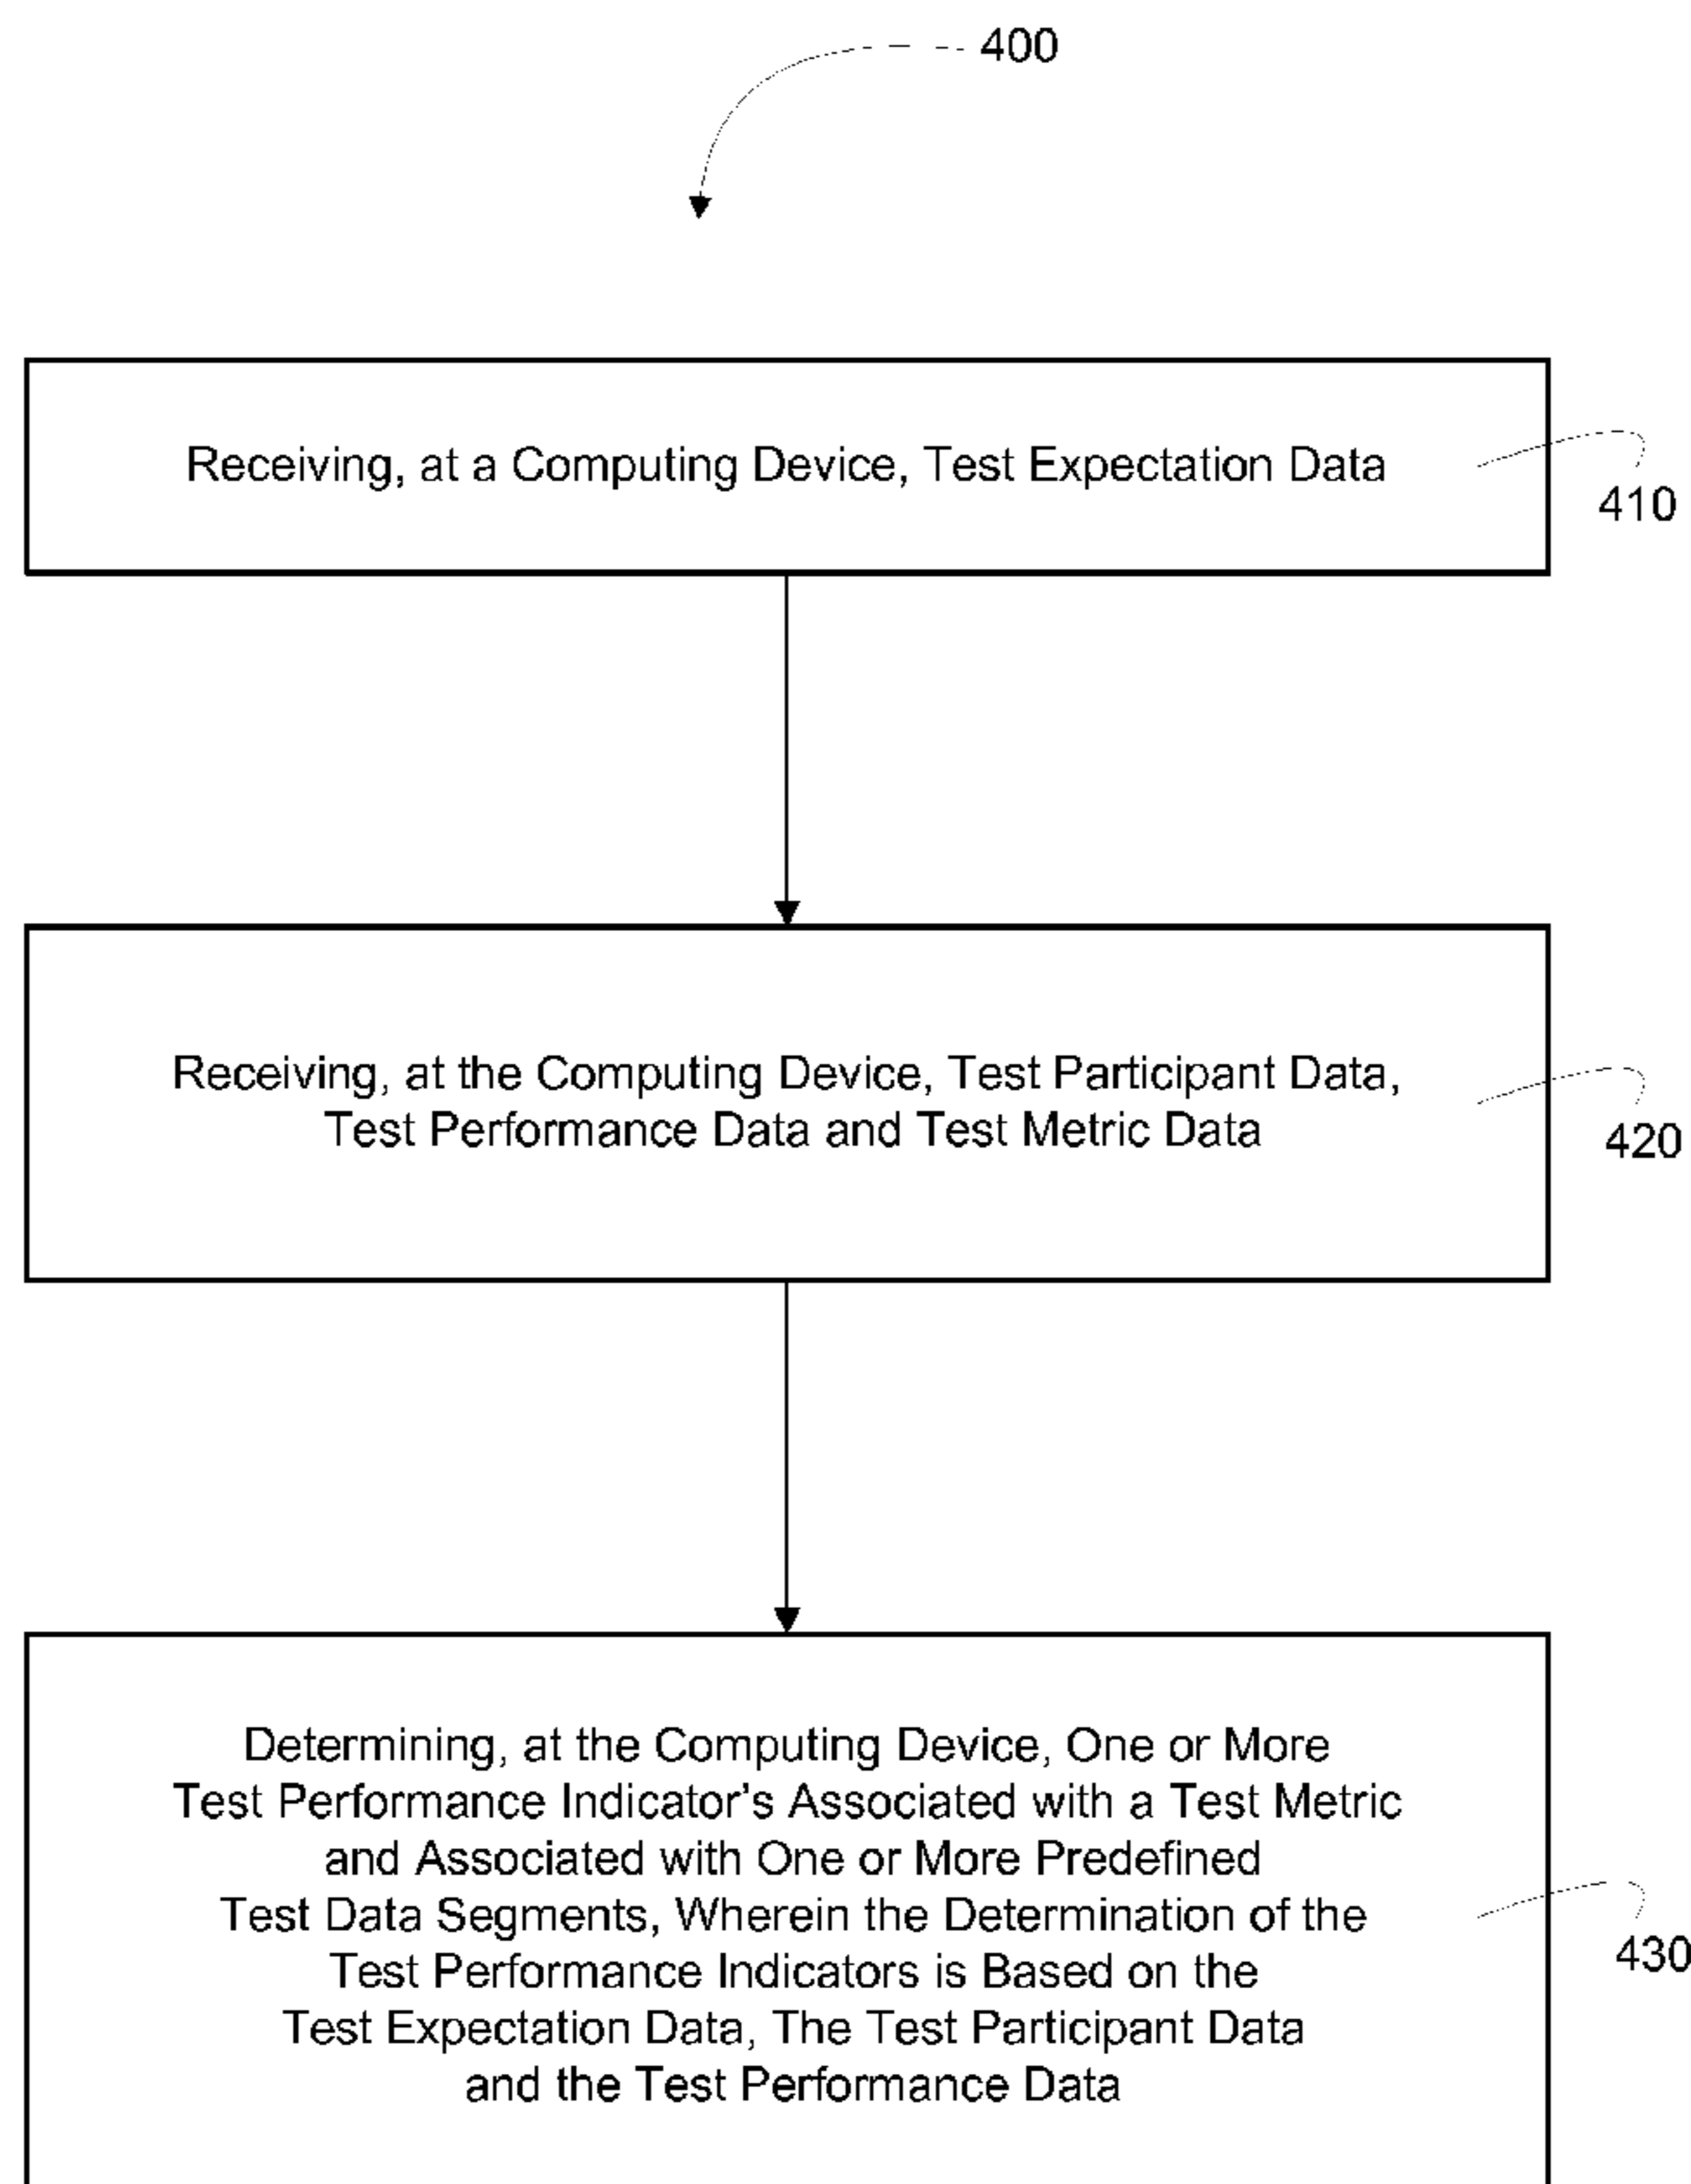 400
Receiving, at a Computing Device, Test Expectation Data
410
Receiving, at the Computing Device, Test Participant Data,
Test Performance Data and Test Metric Data
420
Determining, at the Computing Device, One or More
Test Performance Indicator’s Associated with a Test Metric
and Associated with One or More Predefined
Test Data Segments, Wherein the Determination of the
Test Performance Indicators is Based on the
Test Expectation Data, The Test Participant Data
and the Test Performance Data
430